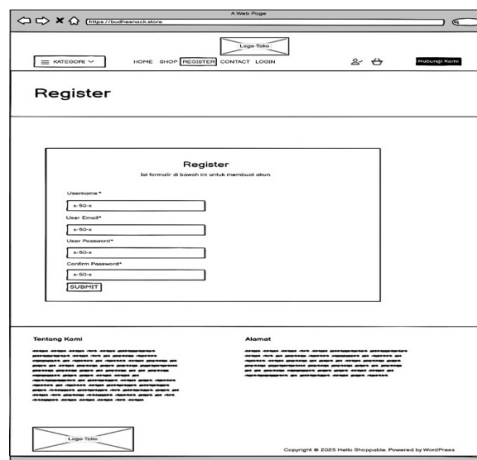 A Web Page
https://budhesnack.store
Logo Toko
KATEGORI
HOME SHOP REGISTER CONTACT LOGIN
Hubungi Kami
Register
Register
Isi formulir di bawah ini untuk membuat akun.
Username*
x-50-x
User Email*
x-50-x
User Password*
x-50-x
Confirm Password*
x-50-x
SUBMIT
Tentang Kami
Alamat
Logo Toko
Copyright © 2025 Hello Shoppable. Powered by WordPress